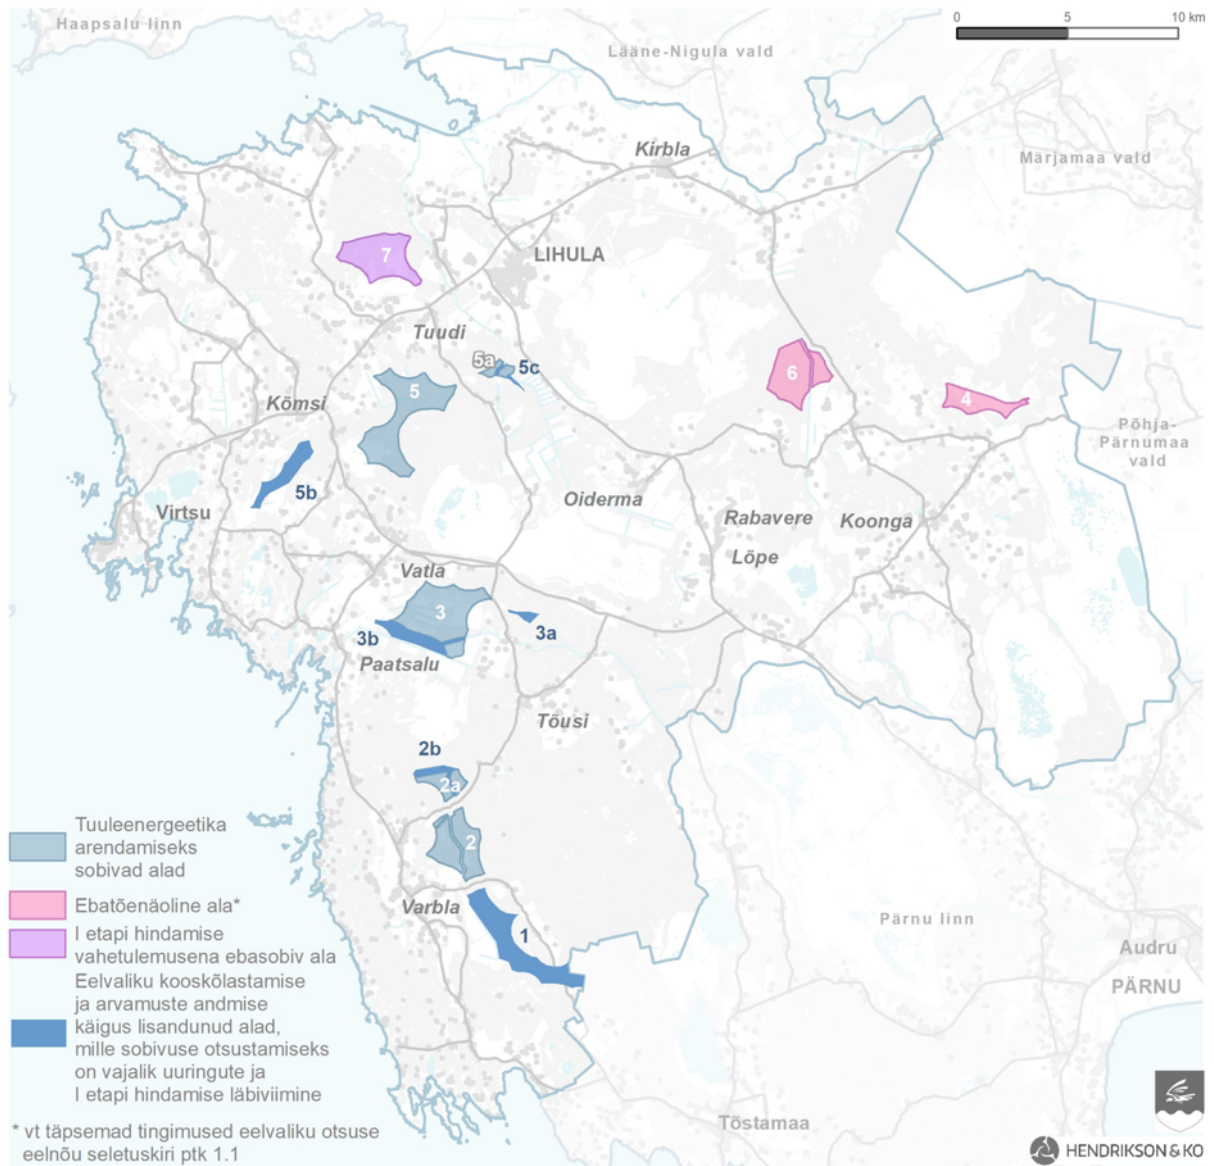 Haapsalu linn
0 5 10 km
Lääne-Nigula vald
Kirbla
Märjamaa vald
7
LIHULA
Tuudi
5a
5c
6
5
4
Kõmsi
Põhja-
Pärnumaa
vald
5b
Virtsu
Oiderma
Rabavere
Koonga
Lõpe
Vatla
3
3a
3b
Paatsalu
Tõusi
2b
2a
2
Varbla
1
Pärnu linn
Audru
PÄRNU
Tõstamaa
Tuuleenergeetika
arendamiseks
sobivad alad
Ebatõenäoline ala*
I etapi hindamise
vahetulemusena ebasobiv ala
Eelvaliku kooskõlastamise
ja arvamuste andmise
käigus lisandunud alad,
mille sobivuse otsustamiseks
on vajalik uuringute ja
I etapi hindamise läbiviimine
* vt täpsemad tingimused eelvaliku otsuse
eelnõu seletuskiri ptk 1.1
HENDRIKSON & KO